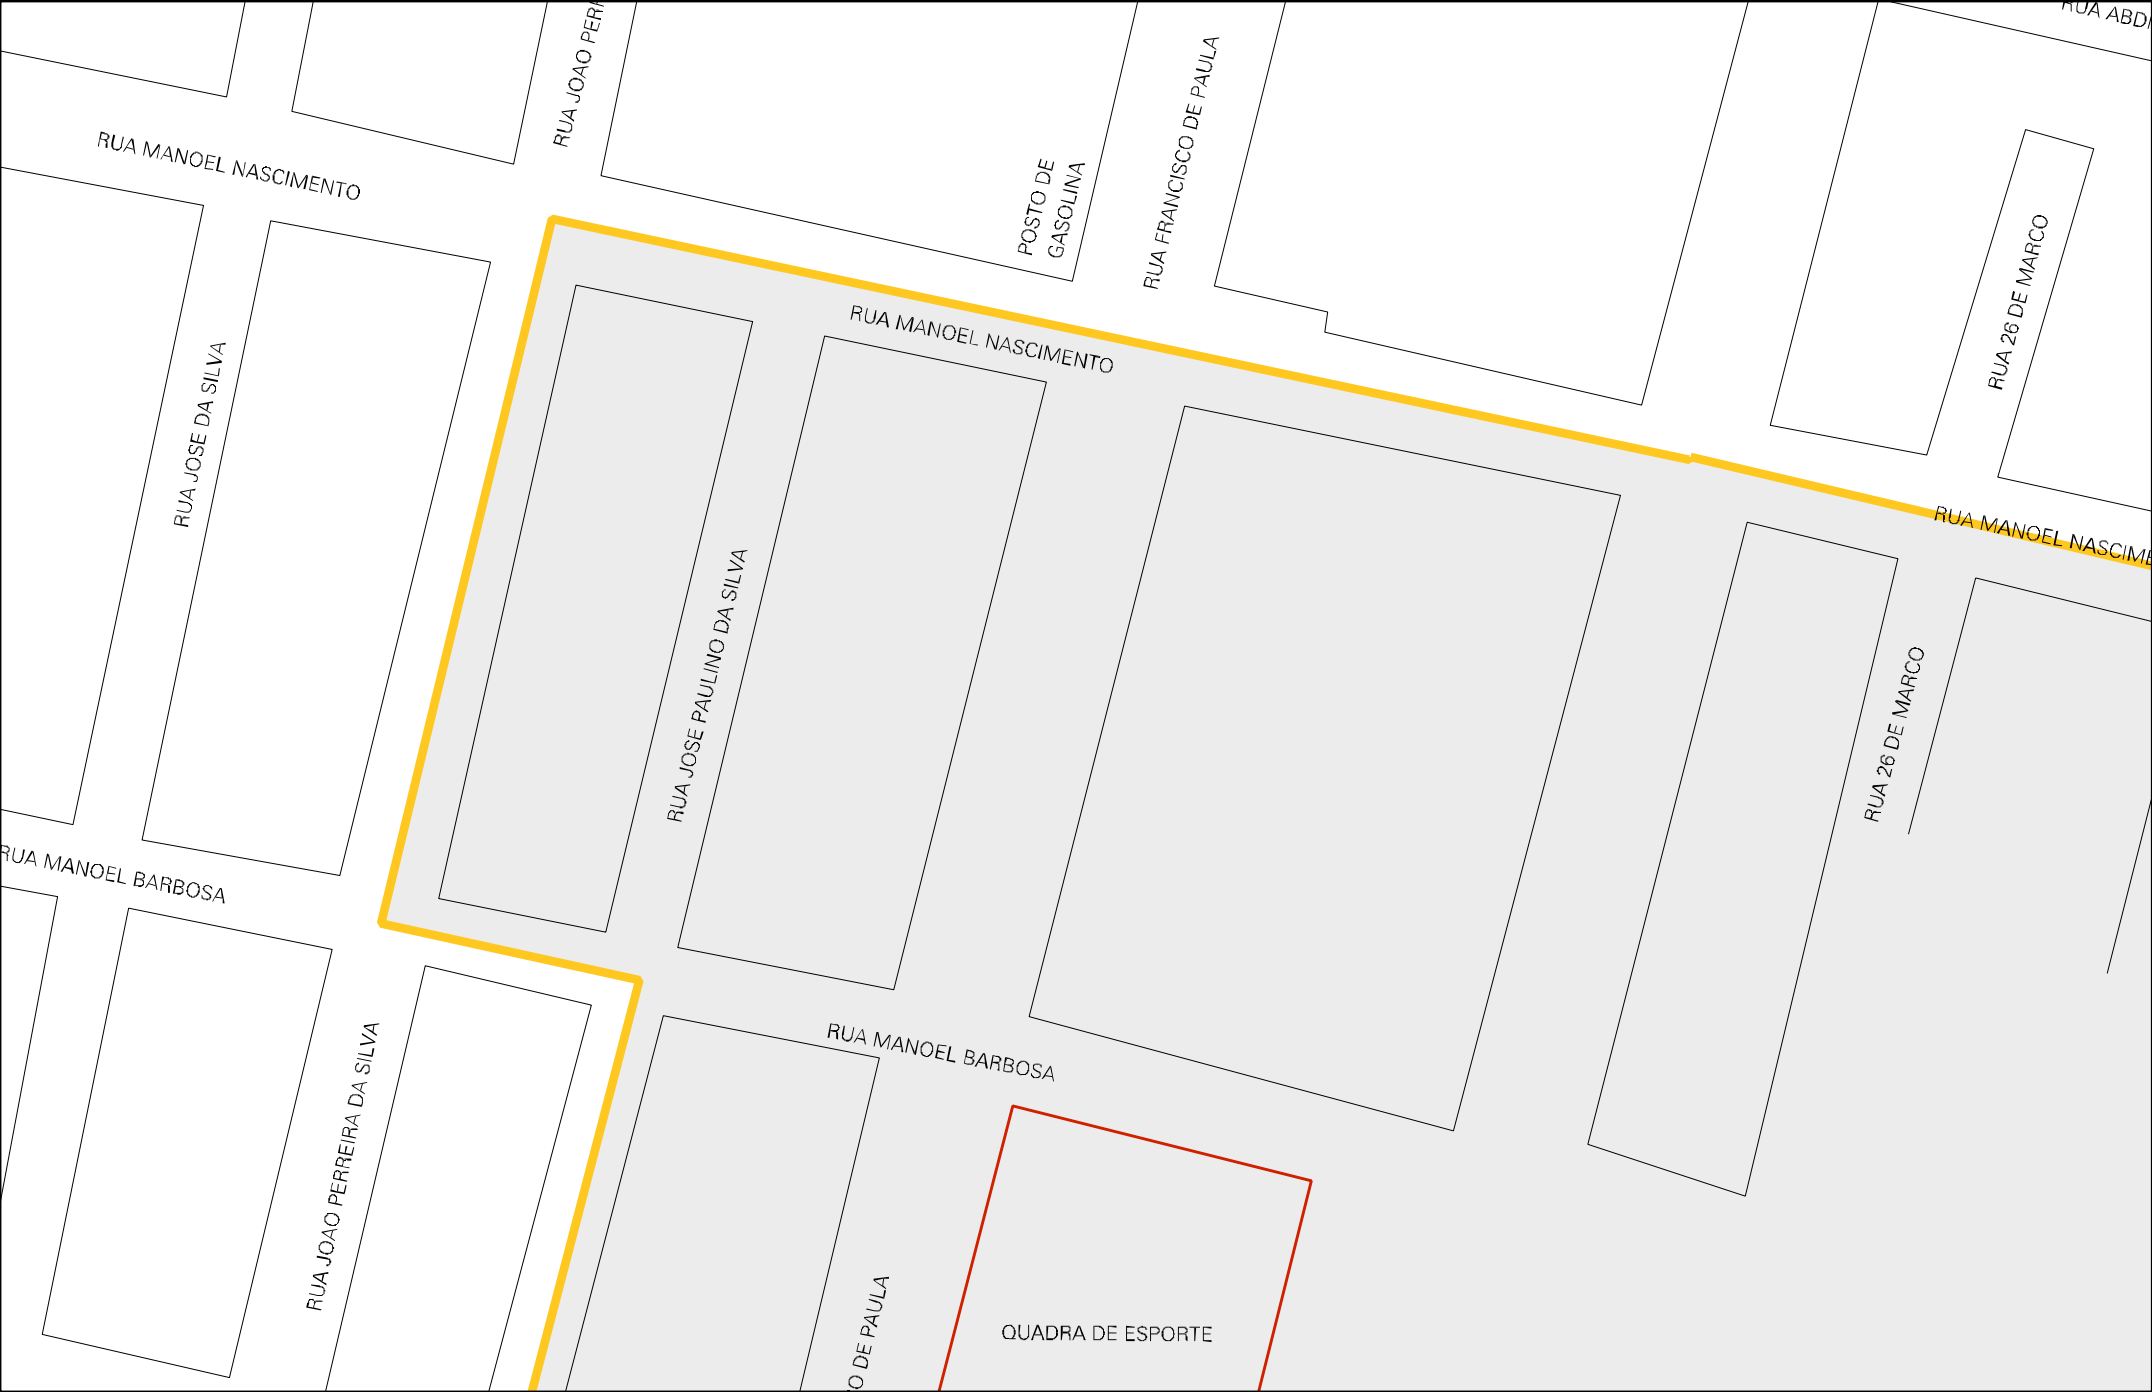 RUA ABD
RUA JOAO PER
RUA FRANCISCO DE PAULA
RUA MANOEL NASCIMENTO
POSTO DE
GASOLINA
RUA 26 DE MARCO
RUA MANOEL NASCIMENTO
RUA JOSE DA SILVA
RUA MANOEL NASCIME
RUA JOSE PAULINO DA SILVA
RUA 26 DE MARCO
RUA MANOEL BARBOSA
RUA MANOEL BARBOSA
RUA JOAO PERREIRA DA SILVA
O DE PAULA
QUADRA DE ESPORTE